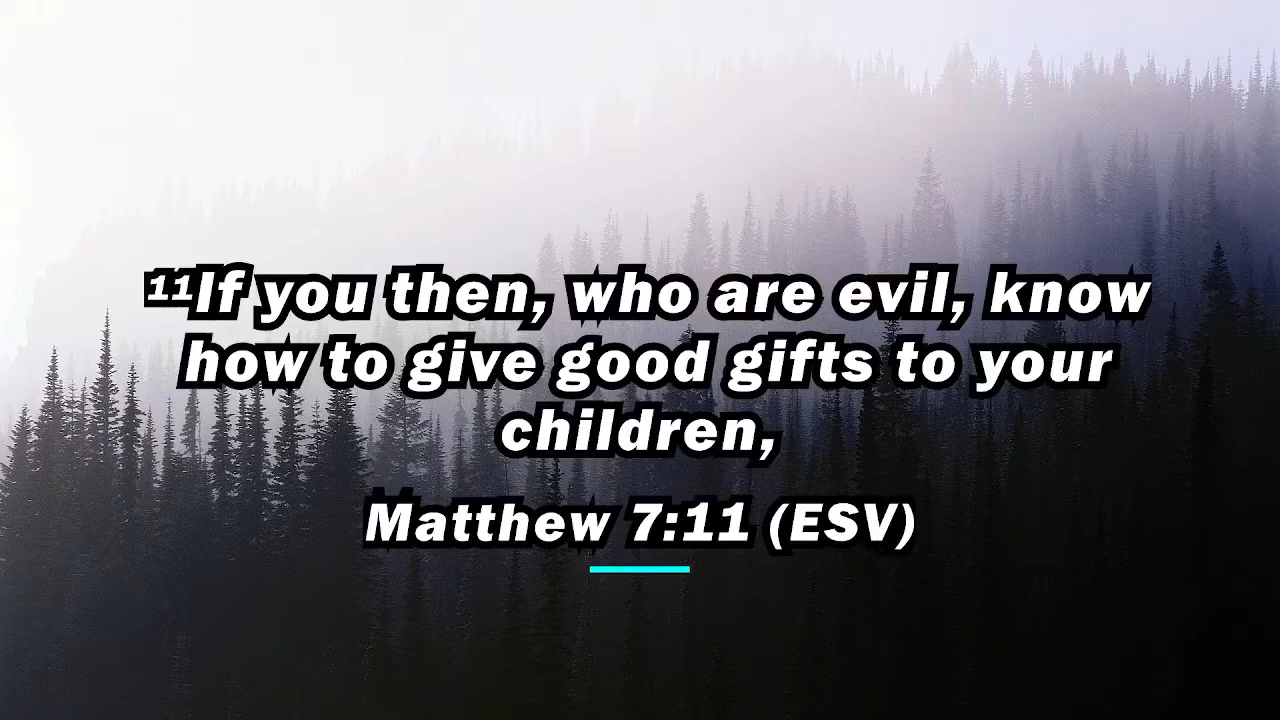 ¹¹If you then, who are evil, know
how to give good gifts to your
children,
Matthew 7:11 (ESV)